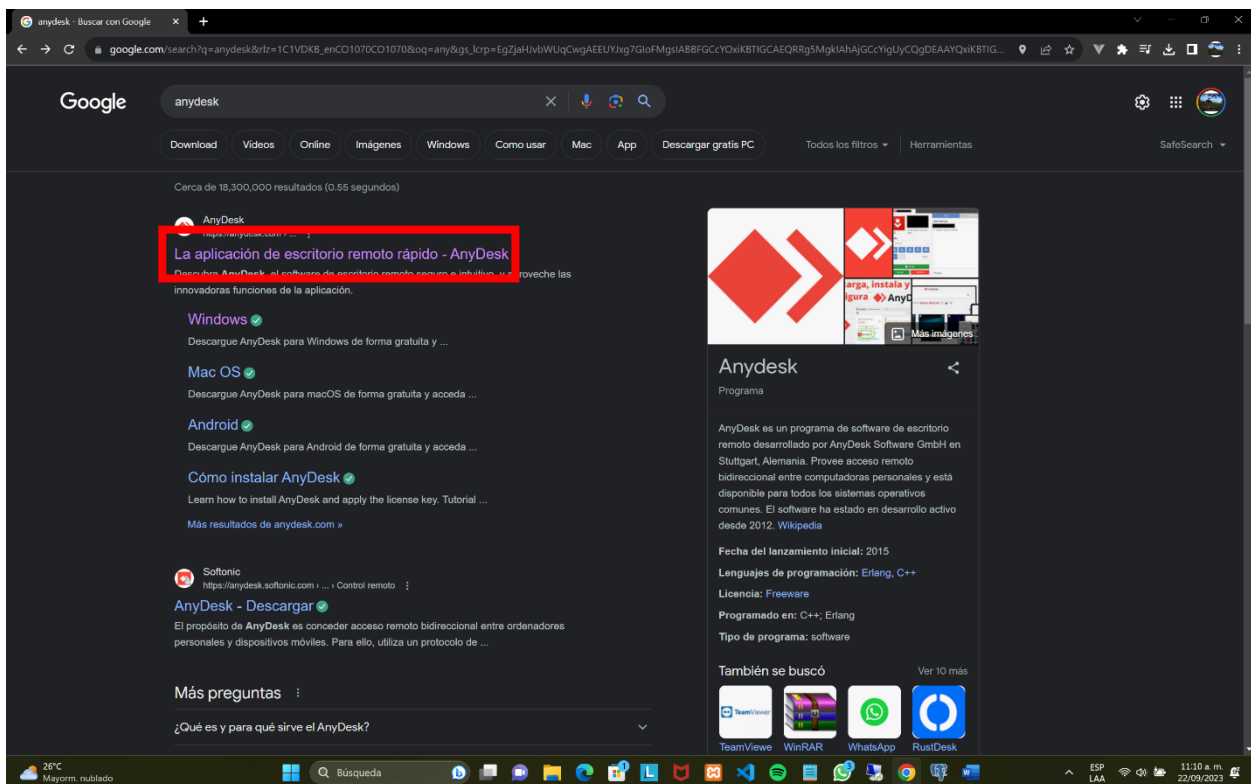 anydesk - Buscar con Google
google.com/search?q=anydesk&rlz=1C1VDKB_enCO1070CO1070&oq=any&gs_lcrp=EgZjaHJvbWUqCwgAEEUYJxg7GIoFMgsIABBFGCcYOxiKBTIGCAEQRRg5MgkIAhAjGCcYigUyCQgDEAAYQxiKBTIG...
Google
anydesk
Download
Videos
Online
Imágenes
Windows
Como usar
Mac
App
Descargar gratis PC
Todos los filtros
Herramientas
SafeSearch
Cerca de 18,300,000 resultados (0.55 segundos)
AnyDesk
https://anydesk.com › ...
La aplicación de escritorio remoto rápido - AnyDesk
Descubra AnyDesk, el software de escritorio remoto seguro e intuitivo, y aproveche las
innovadoras funciones de la aplicación.
Windows
Descargue AnyDesk para Windows de forma gratuita y ...
Mac OS
Descargue AnyDesk para macOS de forma gratuita y acceda ...
Android
Descargue AnyDesk para Android de forma gratuita y acceda ...
Cómo instalar AnyDesk
Learn how to install AnyDesk and apply the license key. Tutorial ...
Más resultados de anydesk.com »
Softonic
https://anydesk.softonic.com › ... › Control remoto
AnyDesk - Descargar
El propósito de AnyDesk es conceder acceso remoto bidireccional entre ordenadores
personales y dispositivos móviles. Para ello, utiliza un protocolo de ...
Más preguntas
¿Qué es y para qué sirve el AnyDesk?
arga, instala y
igura AnyD
Más imágenes
Anydesk
Programa
AnyDesk es un programa de software de escritorio
remoto desarrollado por AnyDesk Software GmbH en
Stuttgart, Alemania. Provee acceso remoto
bidireccional entre computadoras personales y está
disponible para todos los sistemas operativos
comunes. El software ha estado en desarrollo activo
desde 2012. Wikipedia
Fecha del lanzamiento inicial: 2015
Lenguajes de programación: Erlang, C++
Licencia: Freeware
Programado en: C++; Erlang
Tipo de programa: software
También se buscó
Ver 10 más
TeamViewer
TeamViewe
WinRAR
WhatsApp
RustDesk
26°C
Mayorm. nublado
Búsqueda
ESP
LAA
11:10 a. m.
22/09/2023